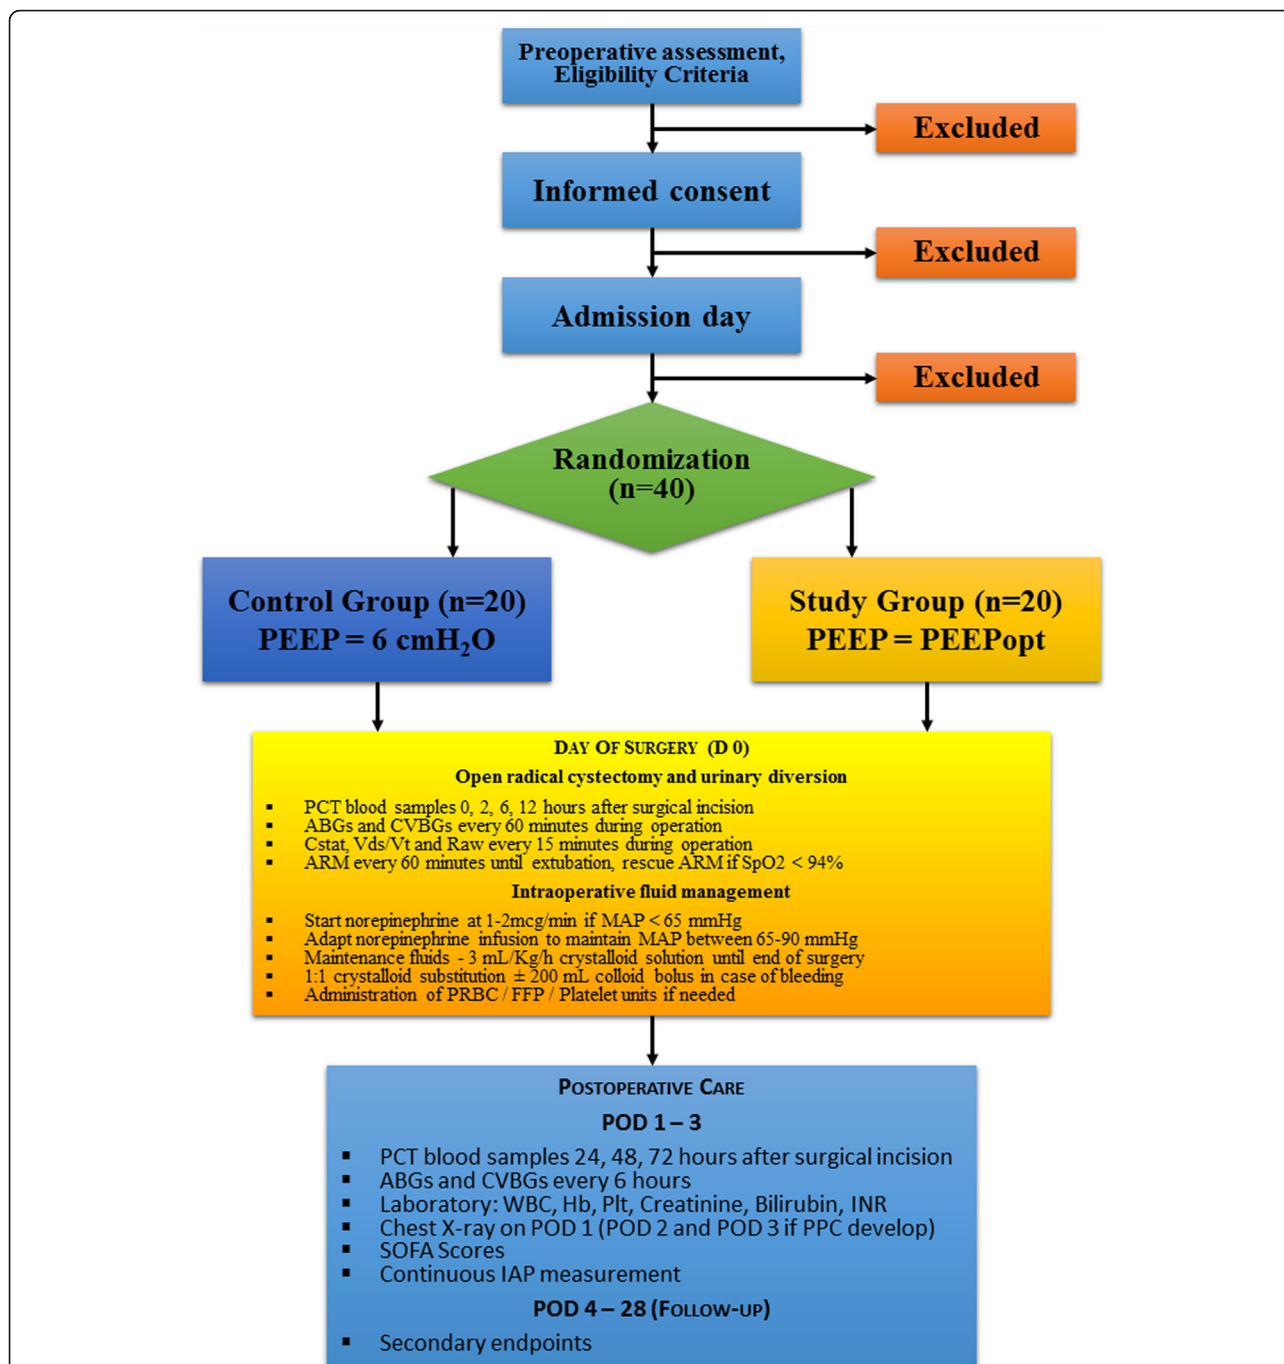 Preoperative assessment,
Eligibility Criteria
Excluded
Informed consent
Excluded
Admission day
Excluded
Randomization
(n=40)
Control Group (n=20)
PEEP = 6 cmH₂O
Study Group (n=20)
PEEP = PEEPopt
DAY OF SURGERY (D 0)
Open radical cystectomy and urinary diversion
▪ PCT blood samples 0, 2, 6, 12 hours after surgical incision
▪ ABGs and CVBGs every 60 minutes during operation
▪ Cstat, Vds/Vt and Raw every 15 minutes during operation
▪ ARM every 60 minutes until extubation, rescue ARM if SpO2 < 94%
Intraoperative fluid management
▪ Start norepinephrine at 1-2mcg/min if MAP < 65 mmHg
▪ Adapt norepinephrine infusion to maintain MAP between 65-90 mmHg
▪ Maintenance fluids - 3 mL/Kg/h crystalloid solution until end of surgery
▪ 1:1 crystalloid substitution ± 200 mL colloid bolus in case of bleeding
▪ Administration of PRBC / FFP / Platelet units if needed
POSTOPERATIVE CARE
POD 1 – 3
▪ PCT blood samples 24, 48, 72 hours after surgical incision
▪ ABGs and CVBGs every 6 hours
▪ Laboratory: WBC, Hb, Plt, Creatinine, Bilirubin, INR
▪ Chest X-ray on POD 1 (POD 2 and POD 3 if PPC develop)
▪ SOFA Scores
▪ Continuous IAP measurement
POD 4 – 28 (FOLLOW-UP)
▪ Secondary endpoints